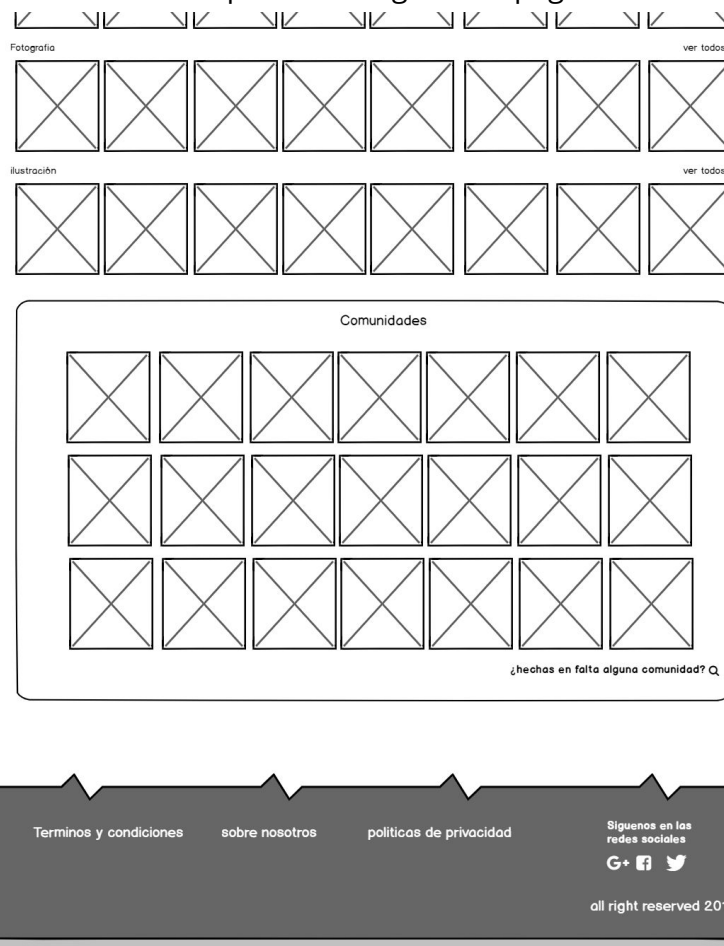 Fotografia ver todos
ilustración ver todos
Comunidades
¿hechas en falta alguna comunidad?
Terminos y condiciones sobre nosotros politicas de privacidad
Siguenos en las
redes sociales
G+
all right reserved